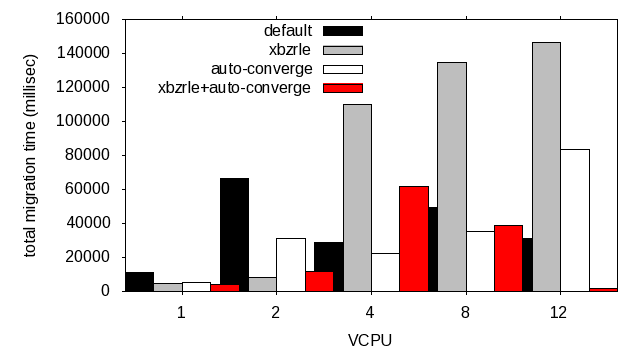 160000
140000
120000
100000
80000
60000
40000
20000
0
total migration time (millisec)
default
xbzrle
auto-converge
xbzrle+auto-converge
1 2 4 8 12
VCPU